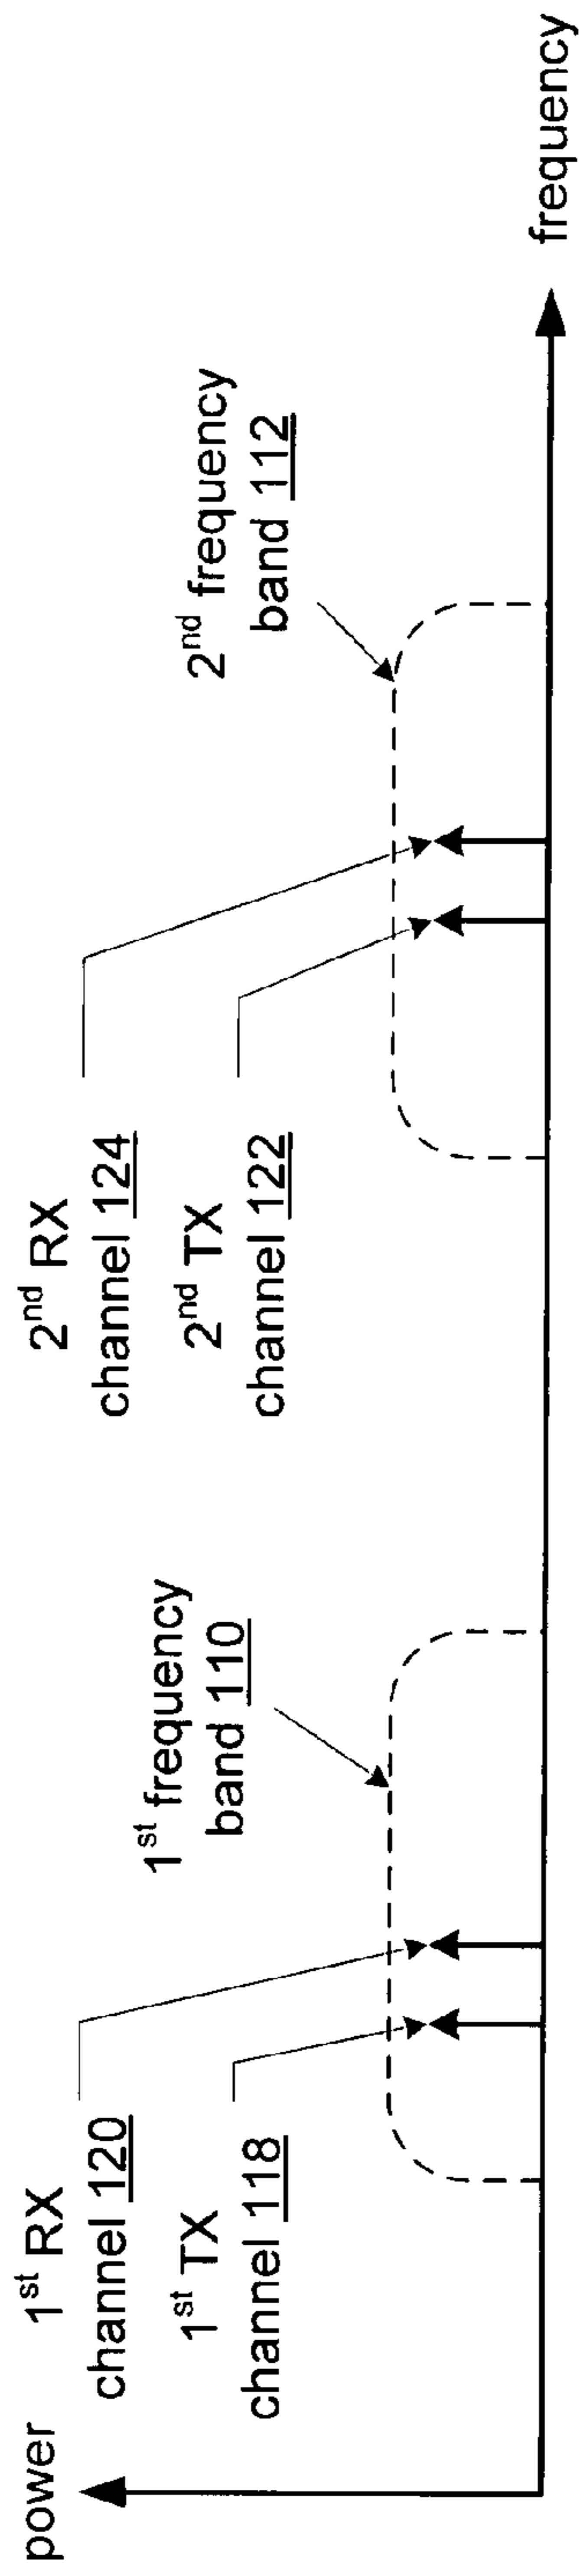 power
1st RX
channel 120
1st TX
channel 118
1st frequency
band 110
2nd RX
channel 124
2nd TX
channel 122
2nd frequency
band 112
frequency